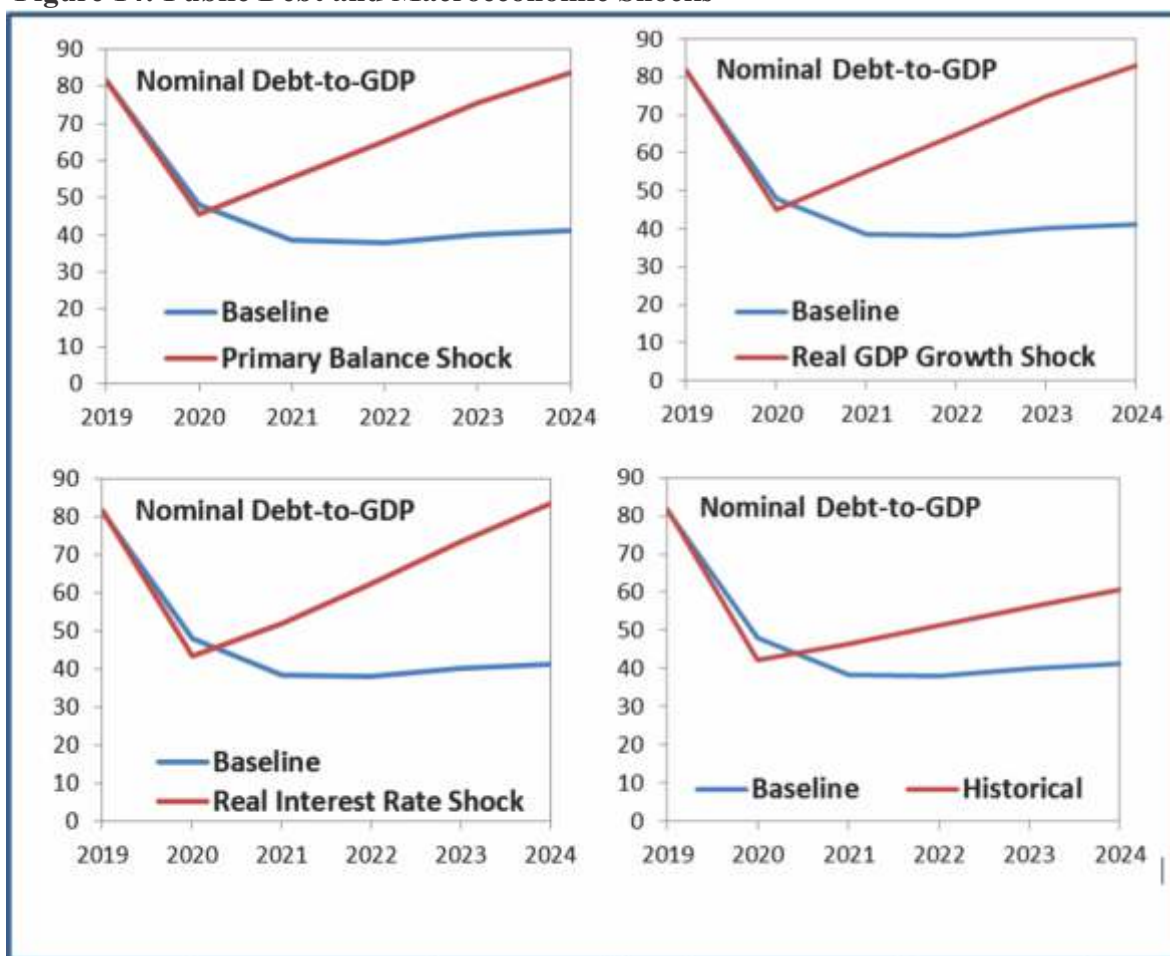 Nominal Debt-to-GDP
90
80
70
60
50
40
30
20
10
0
Baseline
Primary Balance Shock
2019 2020 2021 2022 2023 2024
Nominal Debt-to-GDP
90
80
70
60
50
40
30
20
10
0
Baseline
Real GDP Growth Shock
2019 2020 2021 2022 2023 2024
Nominal Debt-to-GDP
90
80
70
60
50
40
30
20
10
0
Baseline
Real Interest Rate Shock
2019 2020 2021 2022 2023 2024
Nominal Debt-to-GDP
90
80
70
60
50
40
30
20
10
0
Baseline Historical
2019 2020 2021 2022 2023 2024